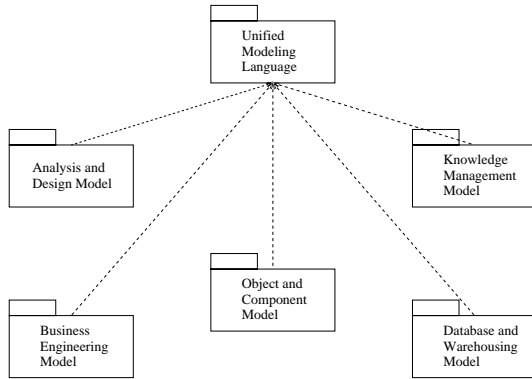 Unified
Modeling
Language
Analysis and
Design Model
Knowledge
Management
Model
Object and
Component
Model
Business
Engineering
Model
Database and
Warehousing
Model